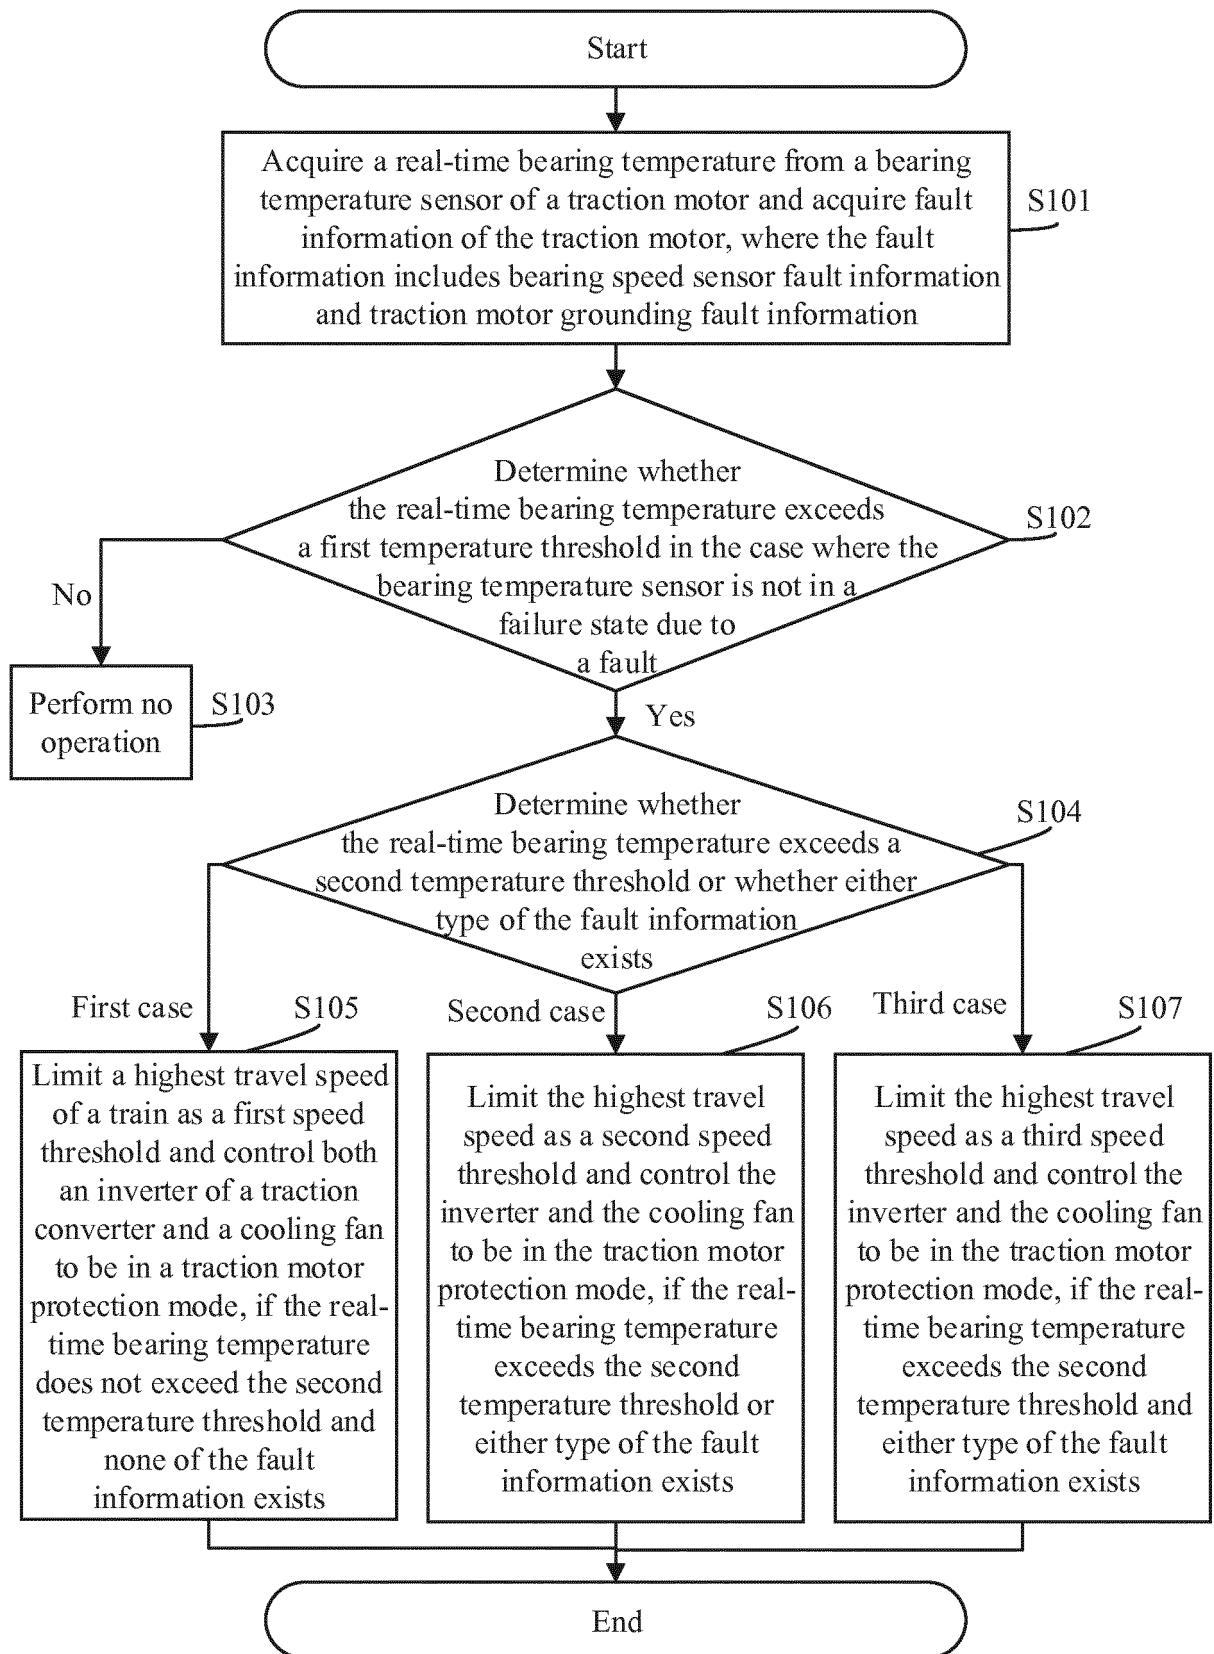 Start
Acquire a real-time bearing temperature from a bearing
temperature sensor of a traction motor and acquire fault
information of the traction motor, where the fault
information includes bearing speed sensor fault information
and traction motor grounding fault information
S101
Determine whether
the real-time bearing temperature exceeds
a first temperature threshold in the case where the
bearing temperature sensor is not in a
failure state due to
a fault
S102
No
Perform no
operation
S103
Yes
Determine whether
the real-time bearing temperature exceeds a
second temperature threshold or whether either
type of the fault information
exists
S104
First case
S105
Limit a highest travel speed
of a train as a first speed
threshold and control both
an inverter of a traction
converter and a cooling fan
to be in a traction motor
protection mode, if the real-
time bearing temperature
does not exceed the second
temperature threshold and
none of the fault
information exists
Second case
S106
Limit the highest travel
speed as a second speed
threshold and control the
inverter and the cooling fan
to be in the traction motor
protection mode, if the real-
time bearing temperature
exceeds the second
temperature threshold or
either type of the fault
information exists
Third case
S107
Limit the highest travel
speed as a third speed
threshold and control the
inverter and the cooling fan
to be in the traction motor
protection mode, if the real-
time bearing temperature
exceeds the second
temperature threshold and
either type of the fault
information exists
End